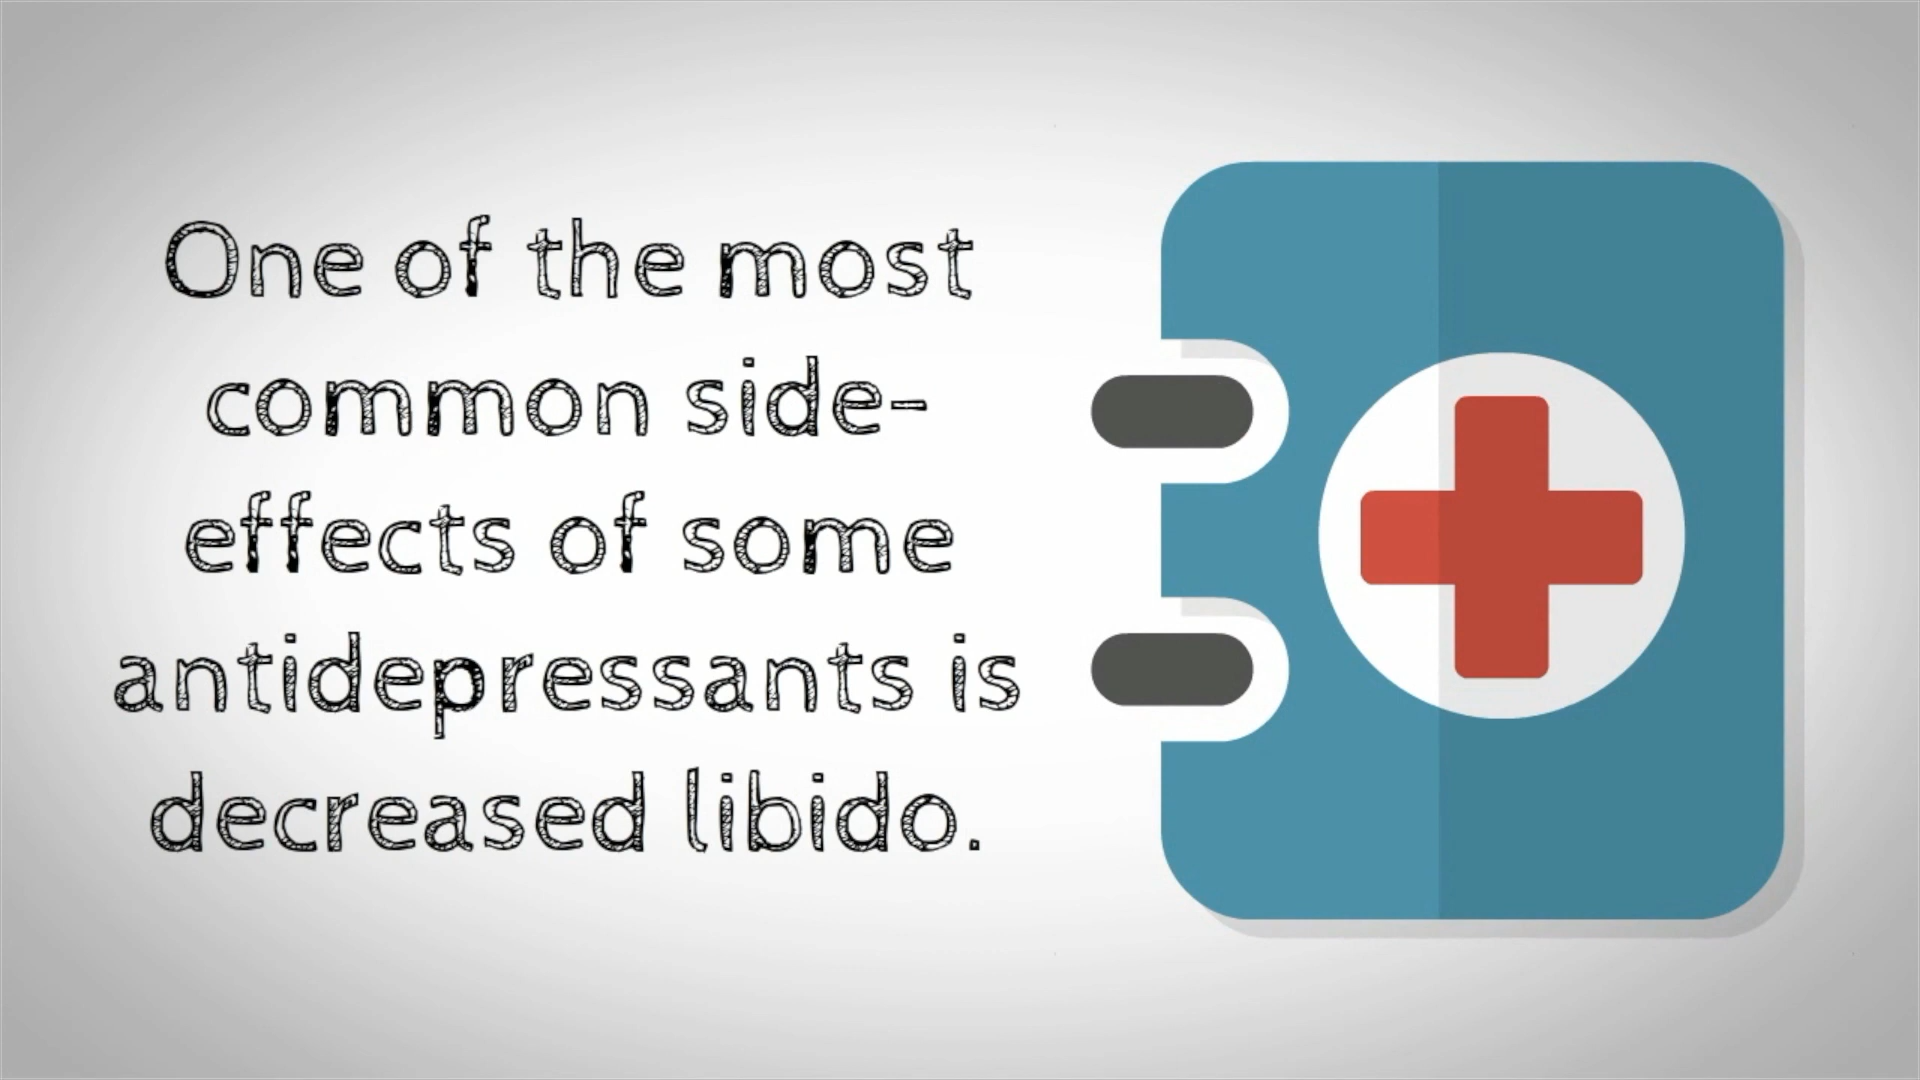 One of the most
common side-
effects of some
antidepressants is
decreased libido.